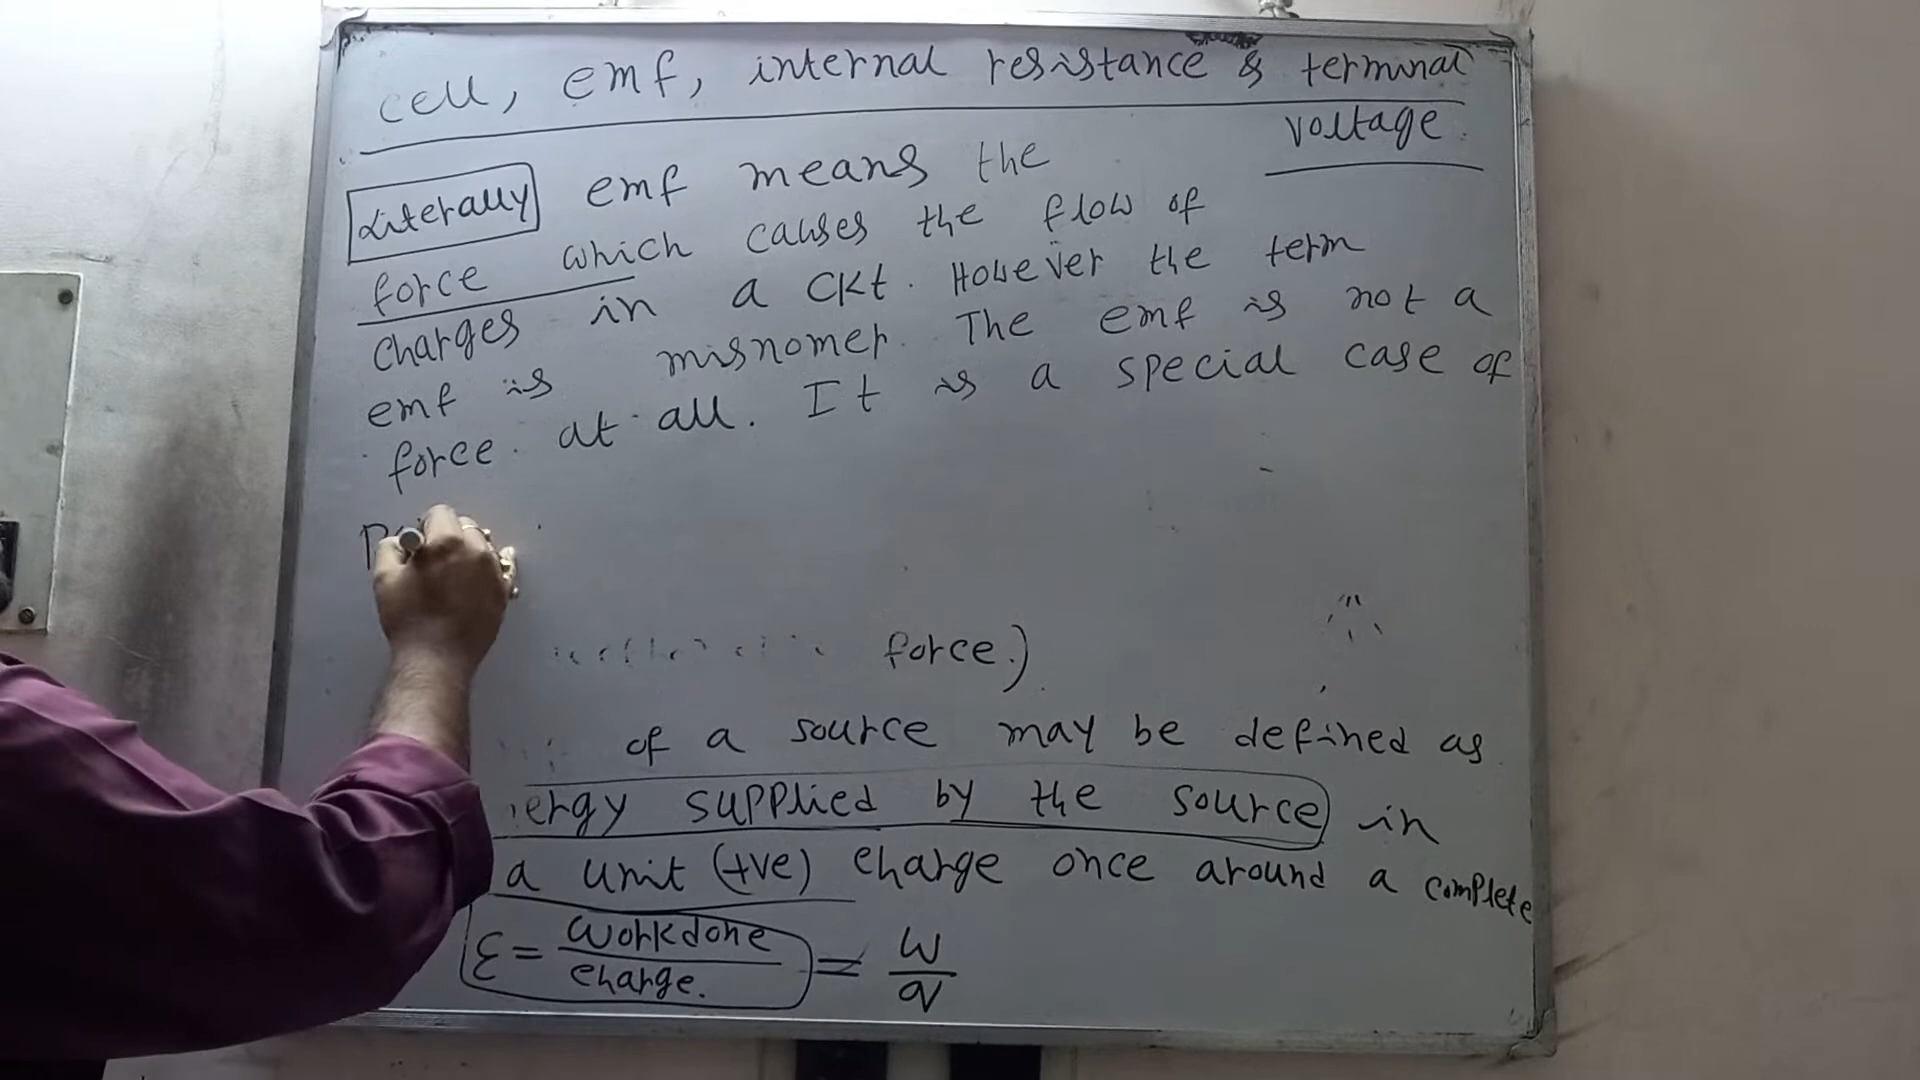 cell, emf, internal resistance & terminal
voltage.
Literally emf means the
force which causes the flow of
charges in a ckt. However the term
emf is misnomer. The emf is not a
force. at all. It is a special case of
force.)
of a source may be defined as
ergy supplied by the source in
a unit (+ve) charge once around a complete
ε = workdone / charge. = W / q